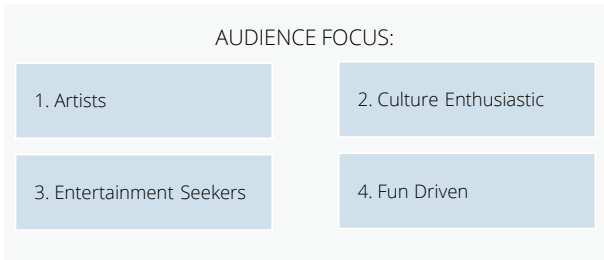 AUDIENCE FOCUS:
1. Artists
2. Culture Enthusiastic
3. Entertainment Seekers
4. Fun Driven